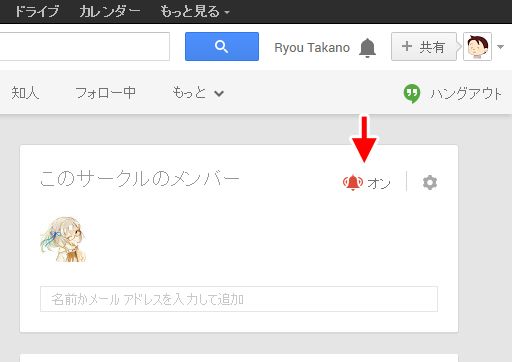 ドライブ カレンダー もっと見る
Ryou Takano + 共有
知人 フォロー中 もっと ハングアウト
このサークルのメンバー オン
名前かメール アドレスを入力して追加